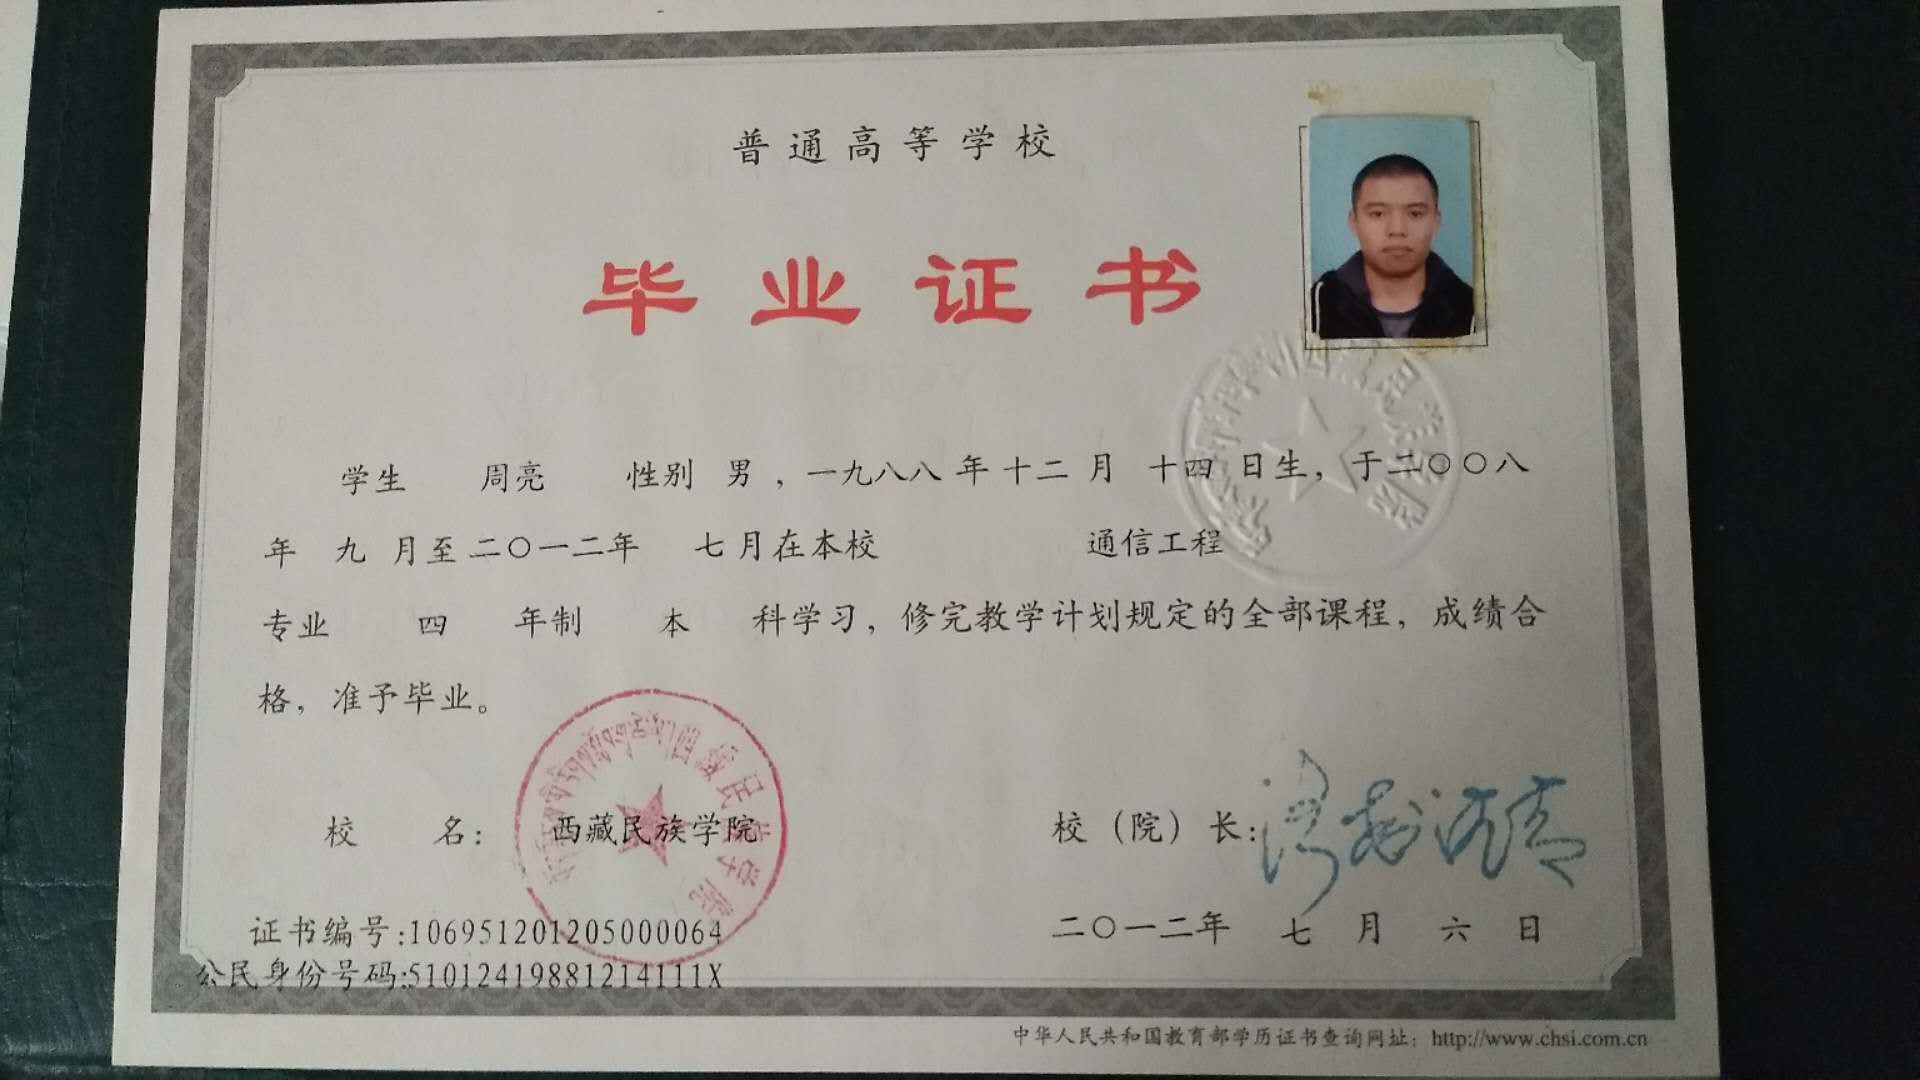 普通高等学校
毕业证书
学生 周亮 性别 男 ，一九八八 年 十二 月 十四 日生，于二〇〇八
年 九 月至 二〇一二年 七 月在本校 通信工程
专业 四 年制 本 科学习，修完教学计划规定的全部课程，成绩合
格，准予毕业。
校 名： 西藏民族学院
西藏民族学院
校（院）长：
证书编号:106951201205000064
二〇一二年 七 月 六 日
公民身份号码:51012419881214111X
中华人民共和国教育部学历证书查询网址：http://www.chsi.com.cn